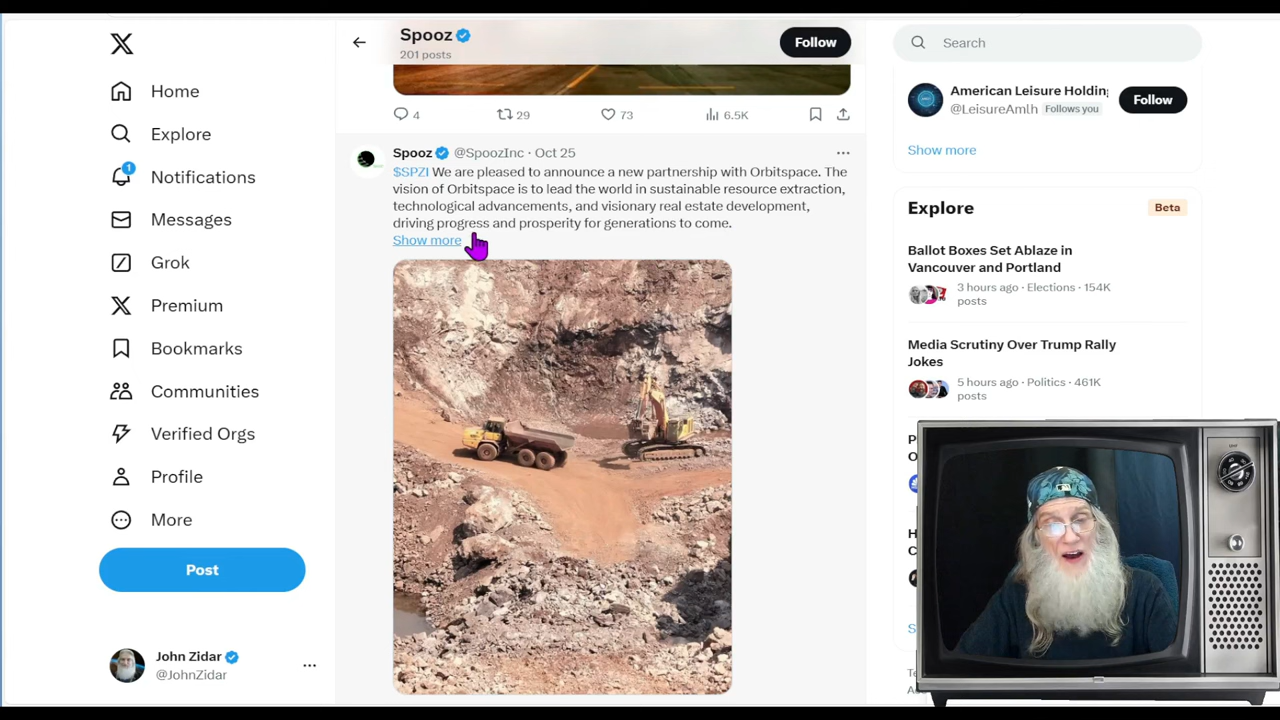 Home
Explore
1
Notifications
Messages
Grok
Premium
Bookmarks
Communities
Verified Orgs
Profile
More
Post
John Zidar
@JohnZidar
Spooz
201 posts
Follow
4
29
73
6.5K
Spooz @SpoozInc · Oct 25
$SPZI We are pleased to announce a new partnership with Orbitspace. The
vision of Orbitspace is to lead the world in sustainable resource extraction,
technological advancements, and visionary real estate development,
driving progress and prosperity for generations to come.
Show more
Search
American Leisure Holding
@LeisureAmlh Follows you
Follow
Show more
Explore
Beta
Ballot Boxes Set Ablaze in
Vancouver and Portland
3 hours ago · Elections · 154K
posts
Media Scrutiny Over Trump Rally
Jokes
5 hours ago · Politics · 461K
posts